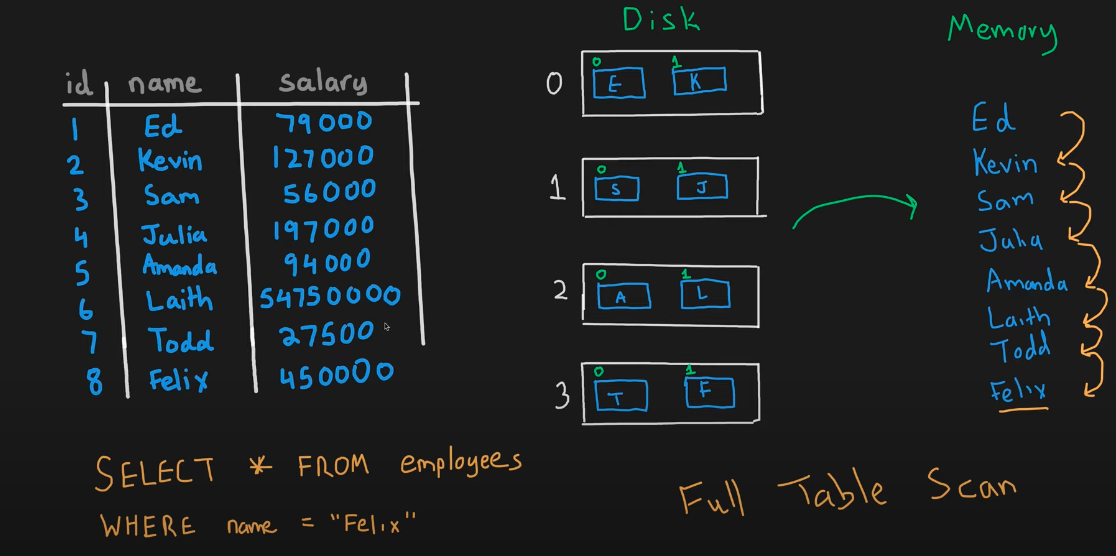 Disk
Memory
id name salary
1 Ed 79000
2 Kevin 127000
3 Sam 56000
4 Julia 197000
5 Amanda 94000
6 Laith 54750000
7 Todd 27500
8 Felix 450000
0
0 1
E K
1
0 1
S J
2
0 1
A L
3
0 1
T F
Ed
Kevin
Sam
Julia
Amanda
Laith
Todd
Felix
SELECT * FROM employees
WHERE name = "Felix"
Full Table Scan